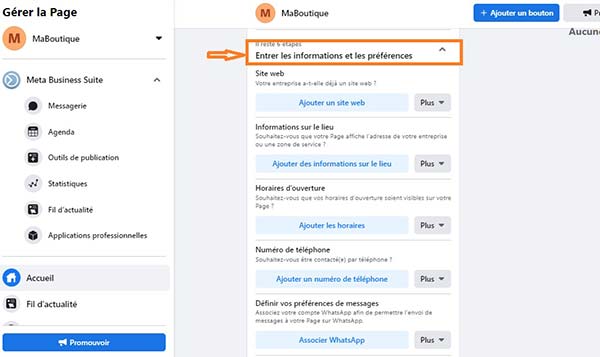 Gérer la Page
M MaBoutique
Meta Business Suite
Messagerie
Agenda
Outils de publication
Statistiques
Fil d'actualité
Applications professionnelles
Accueil
Fil d'actualité
Promouvoir
M MaBoutique
+ Ajouter un bouton
Aucune
Il reste 6 étapes
Entrer les informations et les préférences
Site web
Votre entreprise a-t-elle déjà un site web ?
Ajouter un site web Plus
Informations sur le lieu
Souhaitez-vous que votre Page affiche l'adresse de votre entreprise
ou une zone de service ?
Ajouter des informations sur le lieu Plus
Horaires d'ouverture
Souhaitez-vous que vos horaires d'ouverture soient visibles sur votre
Page ?
Ajouter les horaires Plus
Numéro de téléphone
Souhaitez-vous être contacté(e) par téléphone ?
Ajouter un numéro de téléphone Plus
Définir vos préférences de messages
Associez votre compte WhatsApp afin de permettre l'envoi de
messages à votre Page sur WhatsApp.
Associer WhatsApp Plus